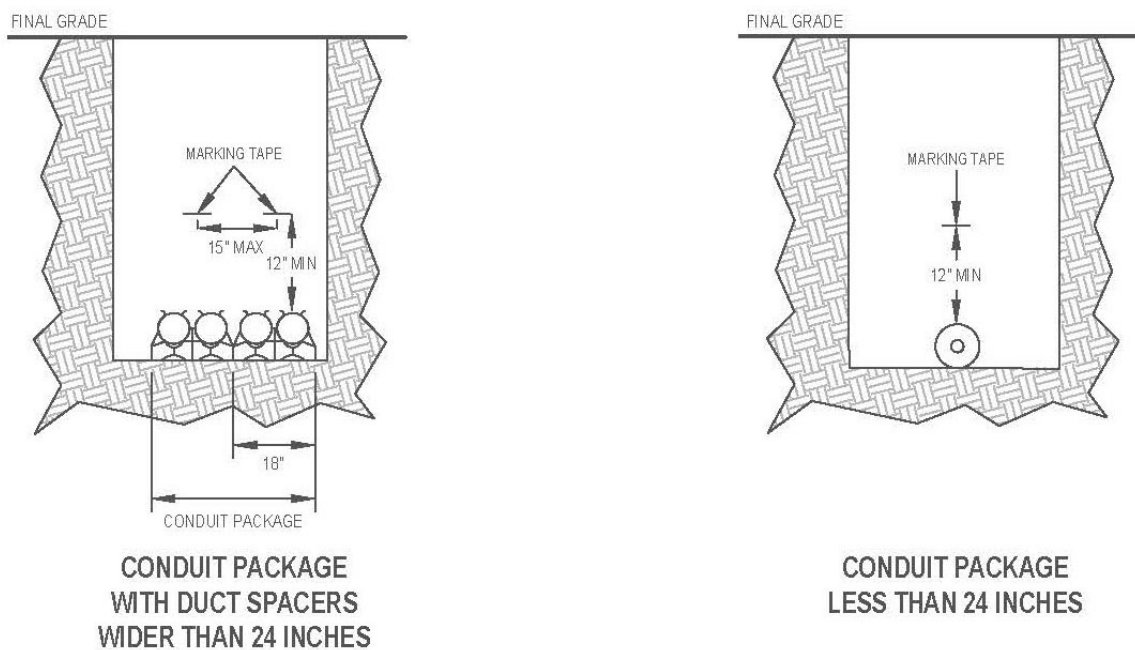 FINAL GRADE
MARKING TAPE
15" MAX
12" MIN
18"
CONDUIT PACKAGE
CONDUIT PACKAGE
WITH DUCT SPACERS
WIDER THAN 24 INCHES
FINAL GRADE
MARKING TAPE
12" MIN
CONDUIT PACKAGE
LESS THAN 24 INCHES